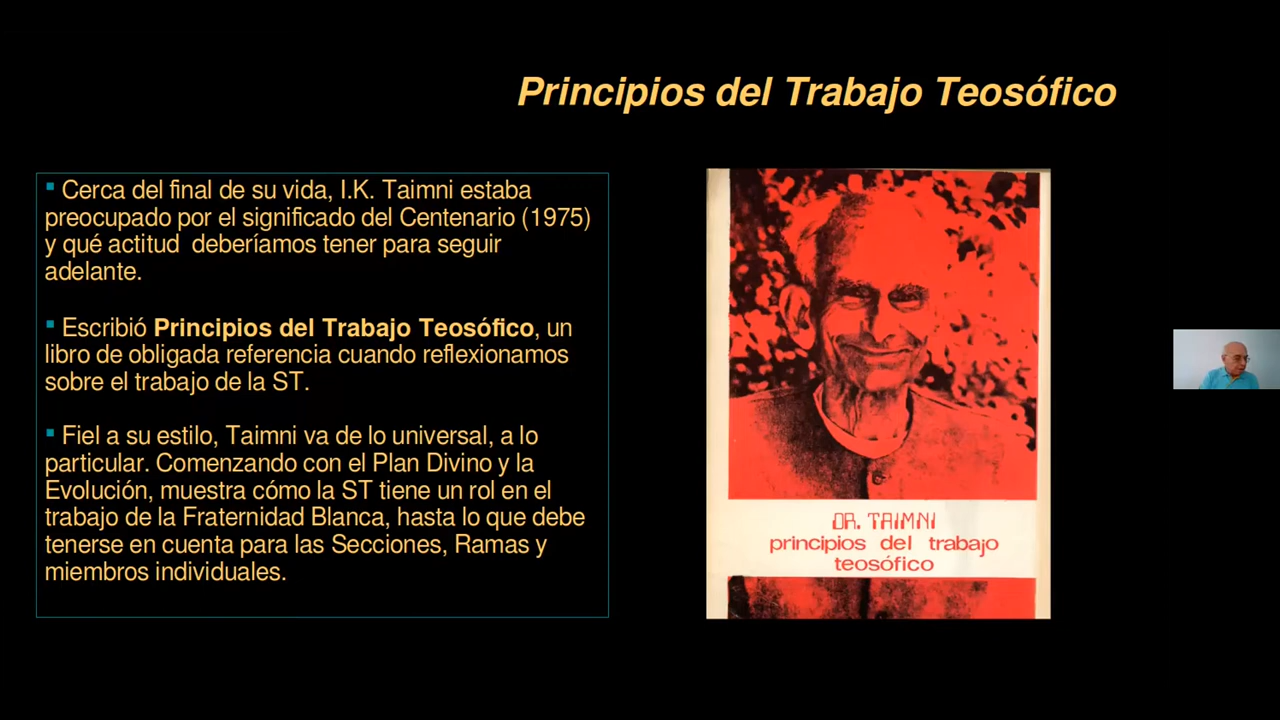 Principios del Trabajo Teosófico
Cerca del final de su vida, I.K. Taimni estaba
preocupado por el significado del Centenario (1975)
y qué actitud deberíamos tener para seguir
adelante.
Escribió Principios del Trabajo Teosófico, un
libro de obligada referencia cuando reflexionamos
sobre el trabajo de la ST.
Fiel a su estilo, Taimni va de lo universal, a lo
particular. Comenzando con el Plan Divino y la
Evolución, muestra cómo la ST tiene un rol en el
trabajo de la Fraternidad Blanca, hasta lo que debe
tenerse en cuenta para las Secciones, Ramas y
miembros individuales.
DR. TAIMNI
principios del trabajo
teosófico